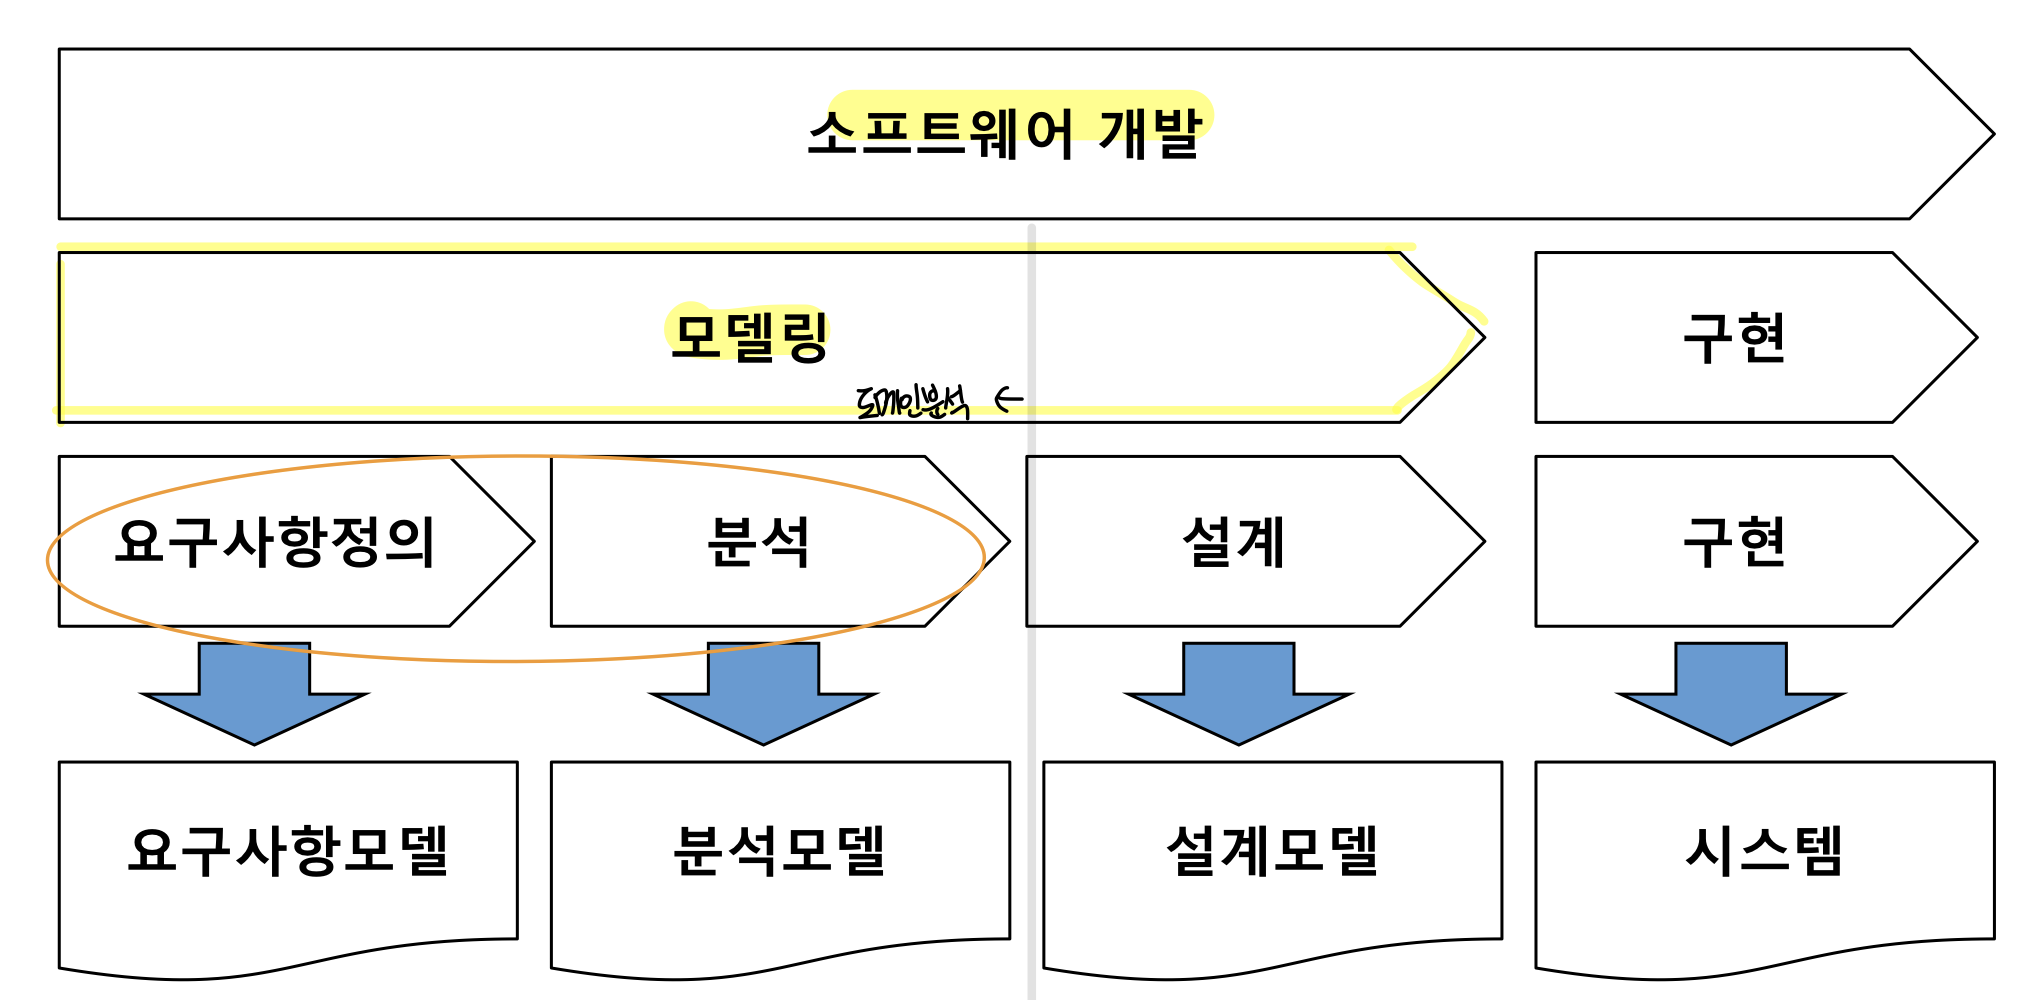 소프트웨어 개발
모델링
구현
도메인분석 ←
요구사항정의
분석
설계
구현
요구사항모델
분석모델
설계모델
시스템